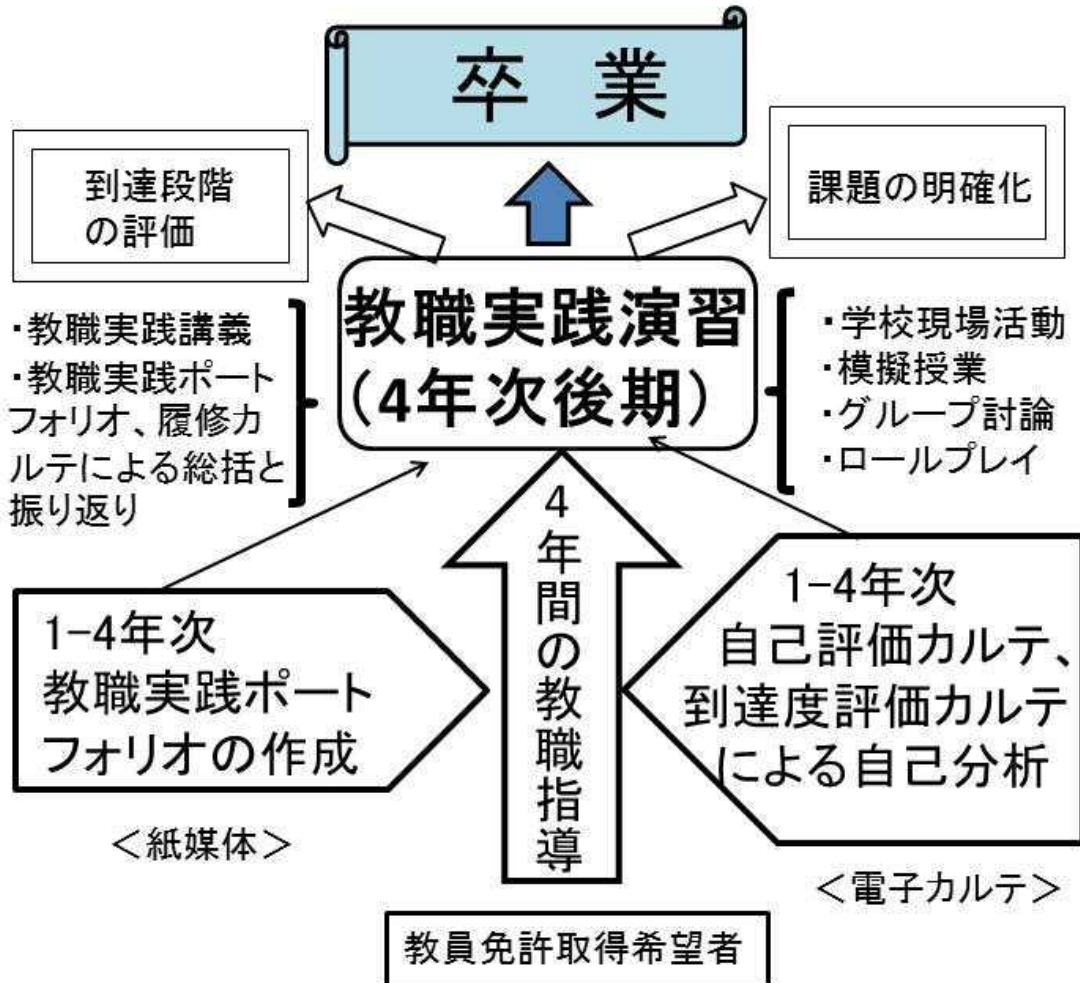 卒 業
到達段階
の評価
課題の明確化
教職実践演習
(4年次後期)
・教職実践講義
・教職実践ポート
フォリオ、履修カ
ルテによる総括と
振り返り
・学校現場活動
・模擬授業
・グループ討論
・ロールプレイ
4年間の教職指導
1-4年次
教職実践ポート
フォリオの作成
<紙媒体>
1-4年次
自己評価カルテ、
到達度評価カルテ
による自己分析
<電子カルテ>
教員免許取得希望者